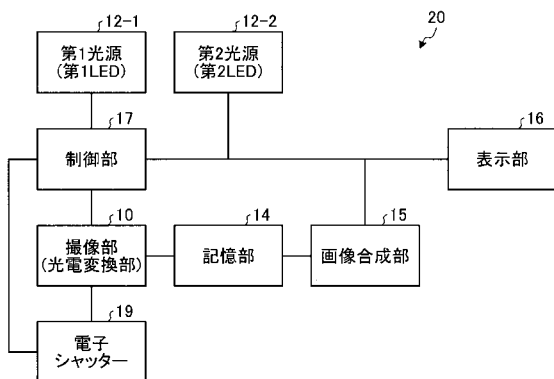 12-1
第1光源
(第1LED)
12-2
第2光源
(第2LED)
20
17
制御部
16
表示部
10
撮像部
(光電変換部)
14
記憶部
15
画像合成部
19
電子
シャッター